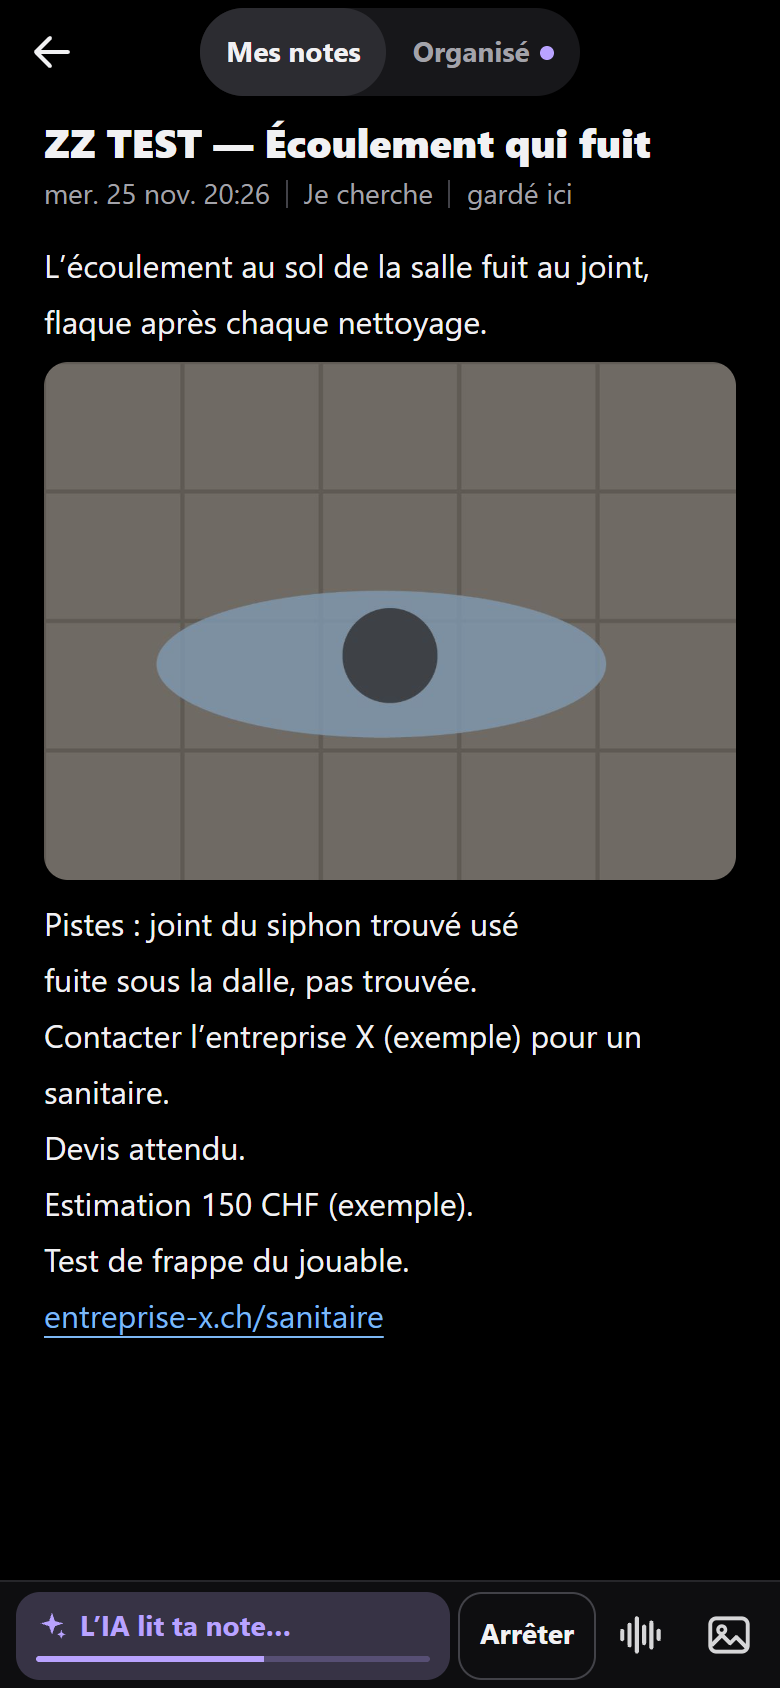 Mes notes
Organisé
ZZ TEST — Écoulement qui fuit
mer. 25 nov. 20:26 | Je cherche | gardé ici
L’écoulement au sol de la salle fuit au joint,
flaque après chaque nettoyage.
Pistes : joint du siphon trouvé usé
fuite sous la dalle, pas trouvée.
Contacter l’entreprise X (exemple) pour un
sanitaire.
Devis attendu.
Estimation 150 CHF (exemple).
Test de frappe du jouable.
entreprise-x.ch/sanitaire
L’IA lit ta note…
Arrêter